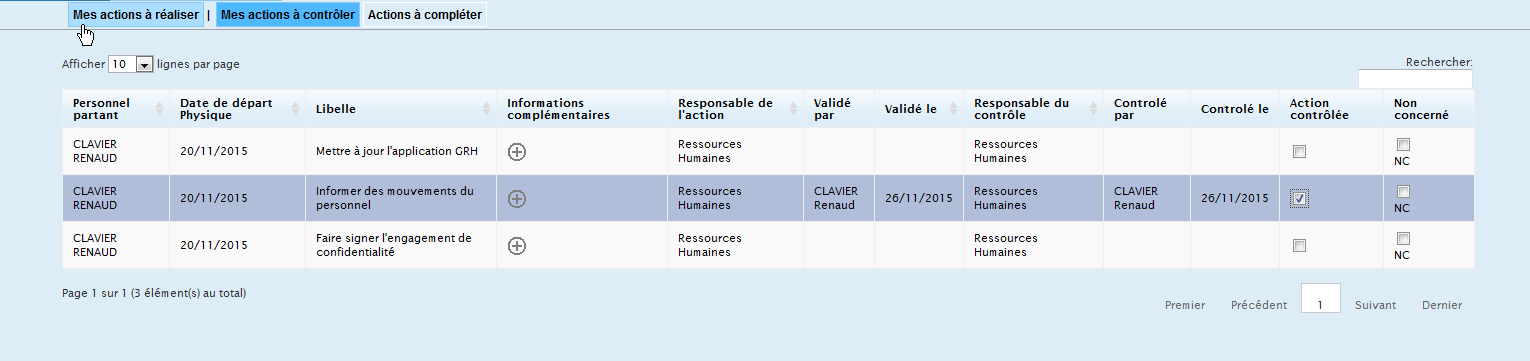 Mes actions à réaliser | Mes actions à contrôler Actions à compléter
Afficher 10 lignes par page
Rechercher:
Personnel partant Date de départ Physique Libelle Informations complémentaires Responsable de l'action Validé par Validé le Responsable du contrôle Controlé par Controlé le Action contrôlée Non concerné
CLAVIER RENAUD 20/11/2015 Mettre à jour l'application GRH Ressources Humaines Ressources Humaines NC
CLAVIER RENAUD 20/11/2015 Informer des mouvements du personnel Ressources Humaines CLAVIER Renaud 26/11/2015 Ressources Humaines CLAVIER Renaud 26/11/2015 NC
CLAVIER RENAUD 20/11/2015 Faire signer l'engagement de confidentialité Ressources Humaines Ressources Humaines NC
Page 1 sur 1 (3 élément(s) au total)
Premier Précédent 1 Suivant Dernier